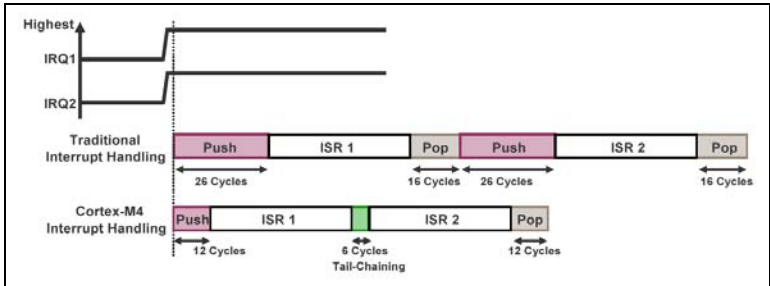 Highest
IRQ1
IRQ2
Traditional
Interrupt Handling
Push
ISR 1
Pop
Push
ISR 2
Pop
26 Cycles
16 Cycles
26 Cycles
16 Cycles
Cortex-M4
Interrupt Handling
Push
ISR 1
ISR 2
Pop
12 Cycles
6 Cycles
12 Cycles
Tail-Chaining